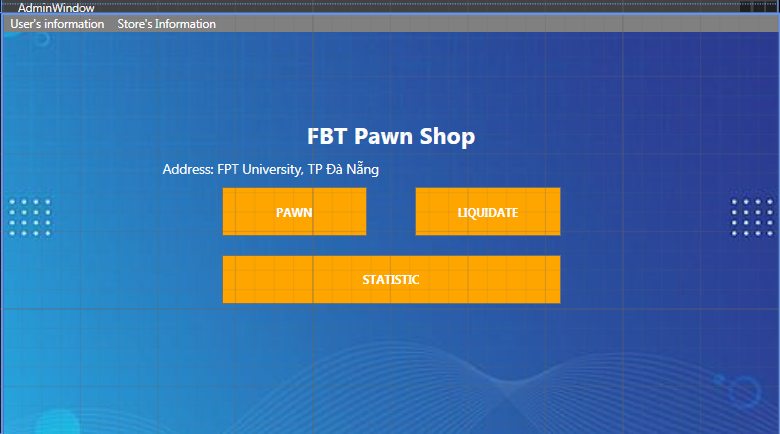 AdminWindow
User's information Store's Information
FBT Pawn Shop
Address: FPT University, TP Đà Nẵng
PAWN LIQUIDATE
STATISTIC